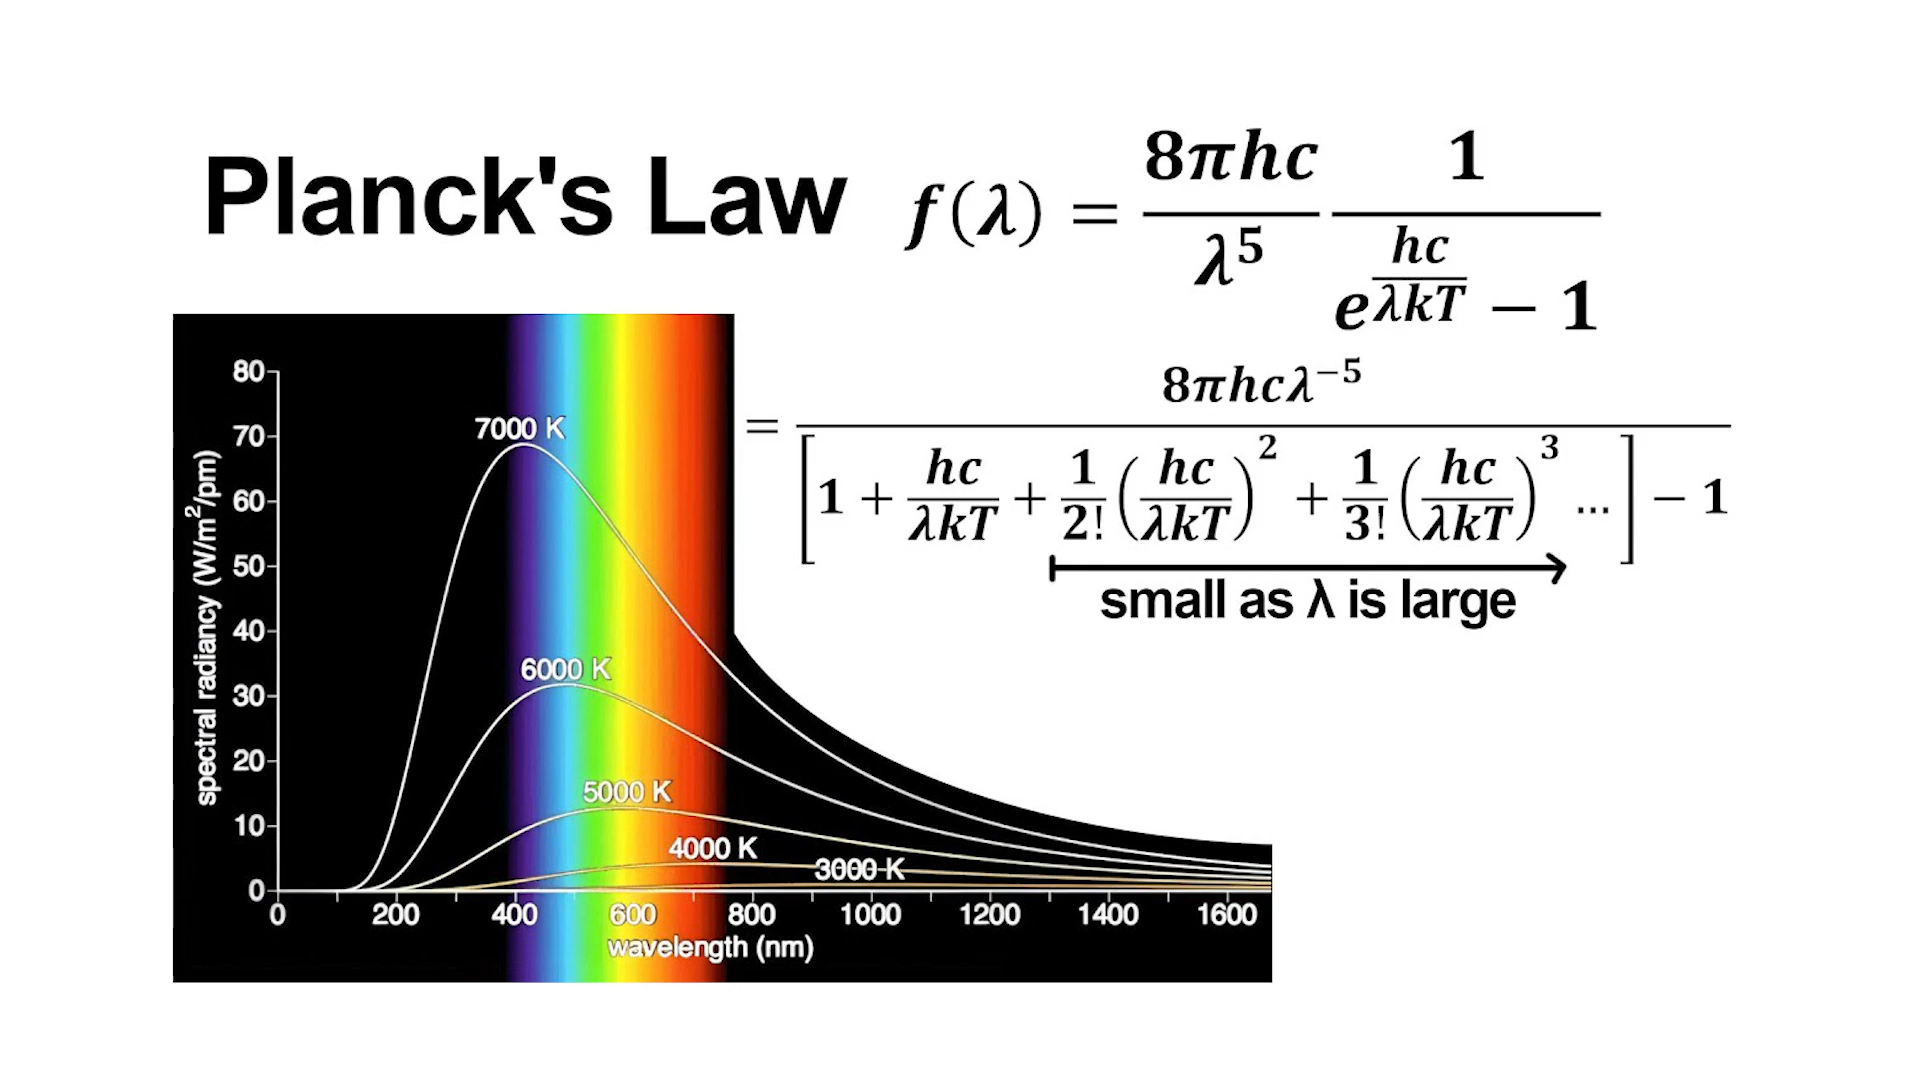 Planck's Law
f(λ) = 8πhc/λ⁵ 1/(e^(hc/λkT) − 1)
= 8πhcλ⁻⁵/([1 + hc/λkT + 1/2! (hc/λkT)² + 1/3! (hc/λkT)³ ...] − 1)
small as λ is large
spectral radiancy (W/m²/pm)
80
70
60
50
40
30
20
10
0
7000 K
6000 K
5000 K
4000 K
3000 K
0 200 400 600 800 1000 1200 1400 1600
wavelength (nm)